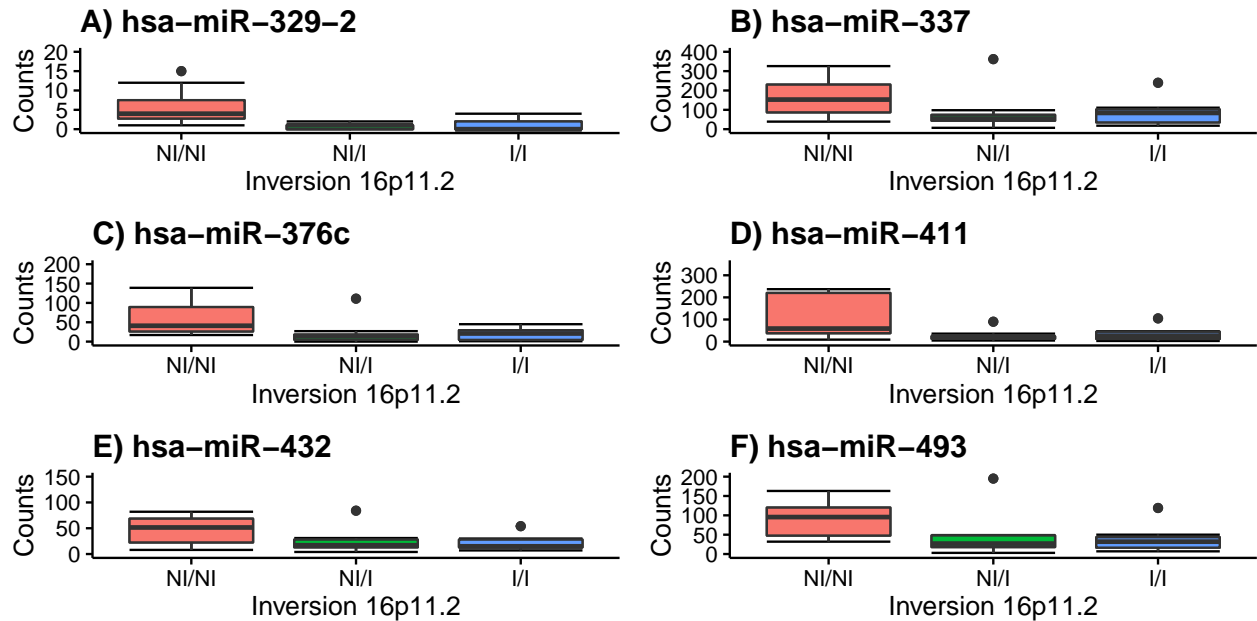 A) hsa−miR−329−2
Counts
20
15
10
5
0
NI/NI NI/I I/I
Inversion 16p11.2
B) hsa−miR−337
Counts
400
300
200
100
0
NI/NI NI/I I/I
Inversion 16p11.2
C) hsa−miR−376c
Counts
200
150
100
50
0
NI/NI NI/I I/I
Inversion 16p11.2
D) hsa−miR−411
Counts
300
200
100
0
NI/NI NI/I I/I
Inversion 16p11.2
E) hsa−miR−432
Counts
150
100
50
0
NI/NI NI/I I/I
Inversion 16p11.2
F) hsa−miR−493
Counts
200
150
100
50
0
NI/NI NI/I I/I
Inversion 16p11.2